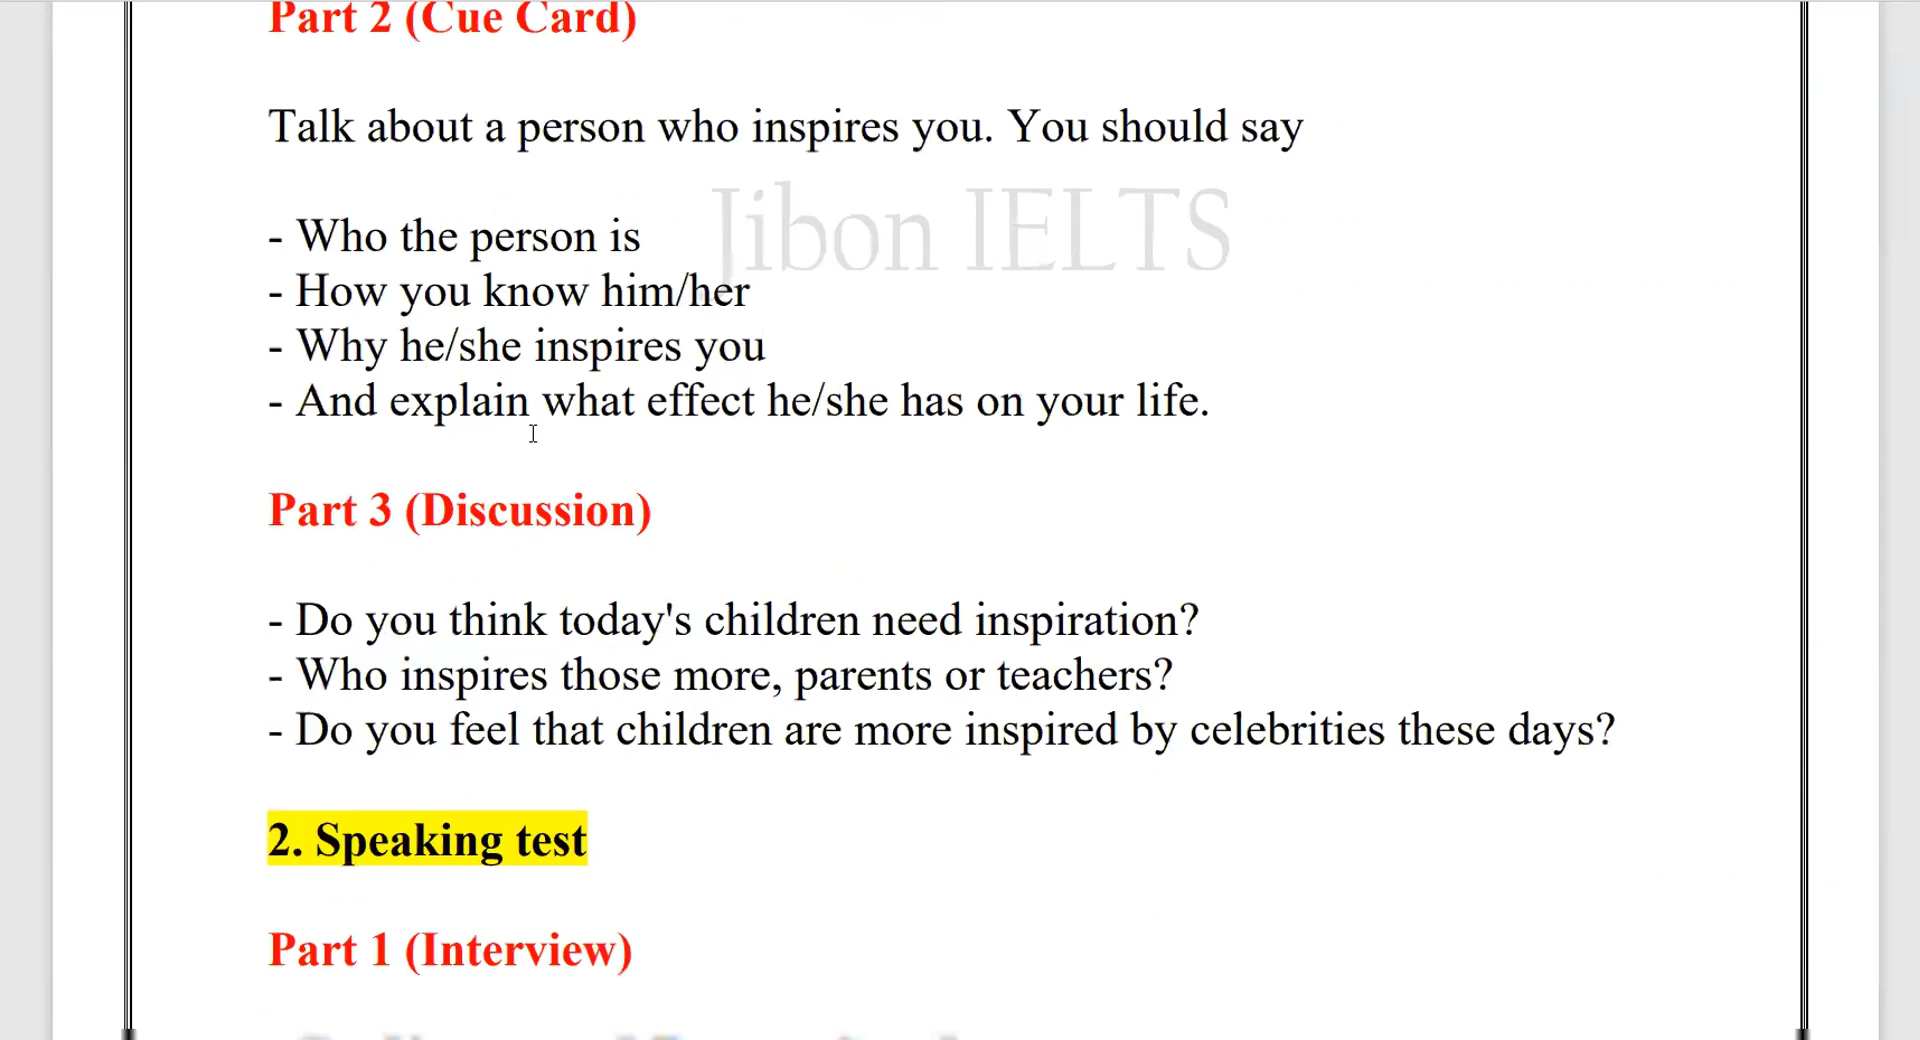 Part 2 (Cue Card)
Talk about a person who inspires you. You should say
Jibon IELTS
- Who the person is
- How you know him/her
- Why he/she inspires you
- And explain what effect he/she has on your life.
Part 3 (Discussion)
- Do you think today's children need inspiration?
- Who inspires those more, parents or teachers?
- Do you feel that children are more inspired by celebrities these days?
2. Speaking test
Part 1 (Interview)